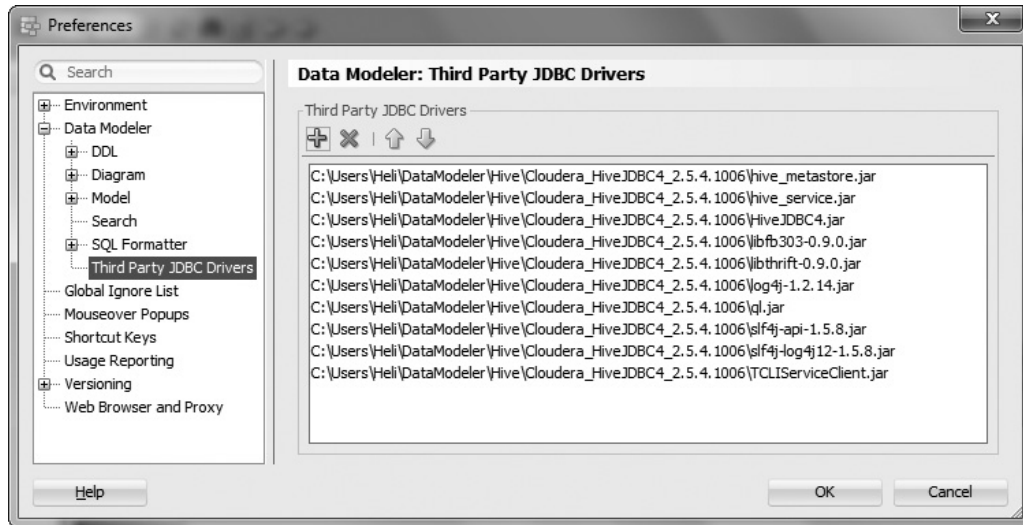 Preferences
Search
Environment
Data Modeler
DDL
Diagram
Model
Search
SQL Formatter
Third Party JDBC Drivers
Global Ignore List
Mouseover Popups
Shortcut Keys
Usage Reporting
Versioning
Web Browser and Proxy
Data Modeler: Third Party JDBC Drivers
Third Party JDBC Drivers
C:\Users\Heli\DataModeler\Hive\Cloudera_HiveJDBC4_2.5.4.1006\hive_metastore.jar
C:\Users\Heli\DataModeler\Hive\Cloudera_HiveJDBC4_2.5.4.1006\hive_service.jar
C:\Users\Heli\DataModeler\Hive\Cloudera_HiveJDBC4_2.5.4.1006\HiveJDBC4.jar
C:\Users\Heli\DataModeler\Hive\Cloudera_HiveJDBC4_2.5.4.1006\libfb303-0.9.0.jar
C:\Users\Heli\DataModeler\Hive\Cloudera_HiveJDBC4_2.5.4.1006\libthrift-0.9.0.jar
C:\Users\Heli\DataModeler\Hive\Cloudera_HiveJDBC4_2.5.4.1006\log4j-1.2.14.jar
C:\Users\Heli\DataModeler\Hive\Cloudera_HiveJDBC4_2.5.4.1006\ql.jar
C:\Users\Heli\DataModeler\Hive\Cloudera_HiveJDBC4_2.5.4.1006\slf4j-api-1.5.8.jar
C:\Users\Heli\DataModeler\Hive\Cloudera_HiveJDBC4_2.5.4.1006\slf4j-log4j12-1.5.8.jar
C:\Users\Heli\DataModeler\Hive\Cloudera_HiveJDBC4_2.5.4.1006\TCLIServiceClient.jar
Help
OK
Cancel